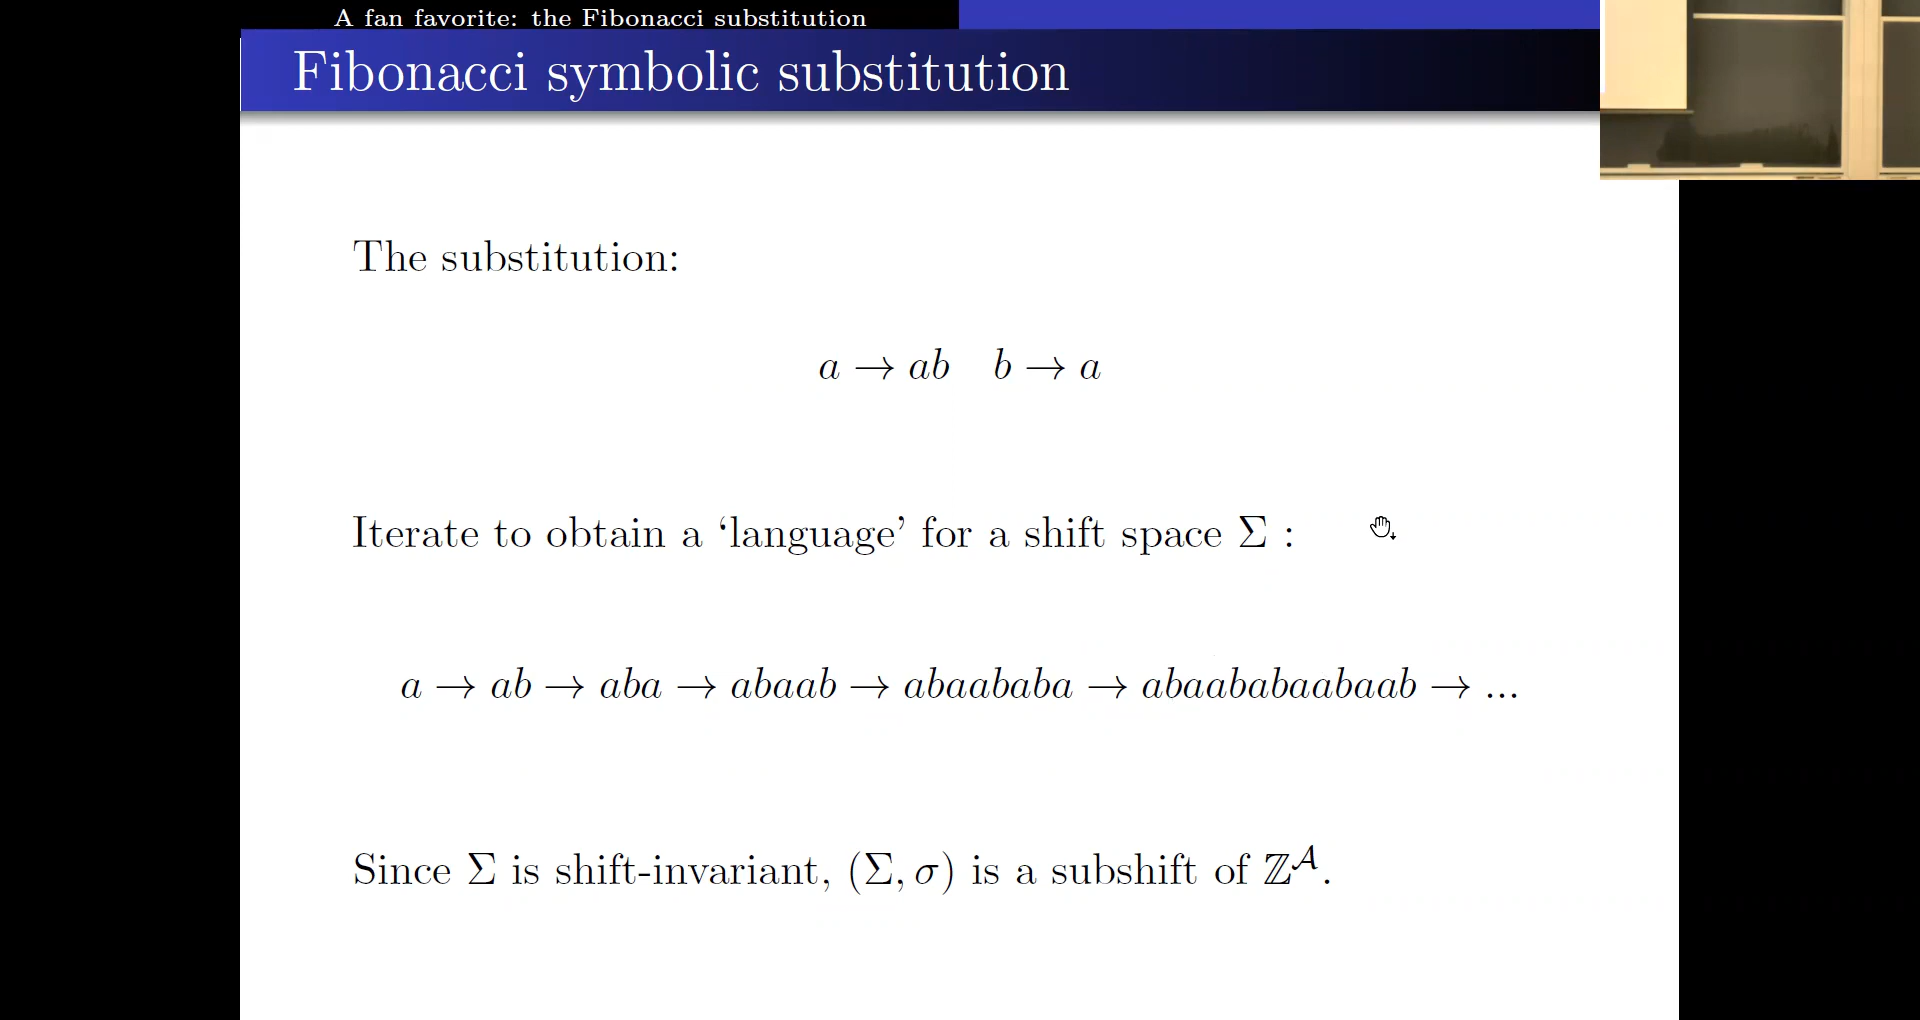 A fan favorite: the Fibonacci substitution
Fibonacci symbolic substitution
The substitution:
a → ab b → a
Iterate to obtain a ‘language’ for a shift space Σ :
a → ab → aba → abaab → abaababa → abaababaabaab → ...
Since Σ is shift-invariant, (Σ, σ) is a subshift of ℤ^𝒜.